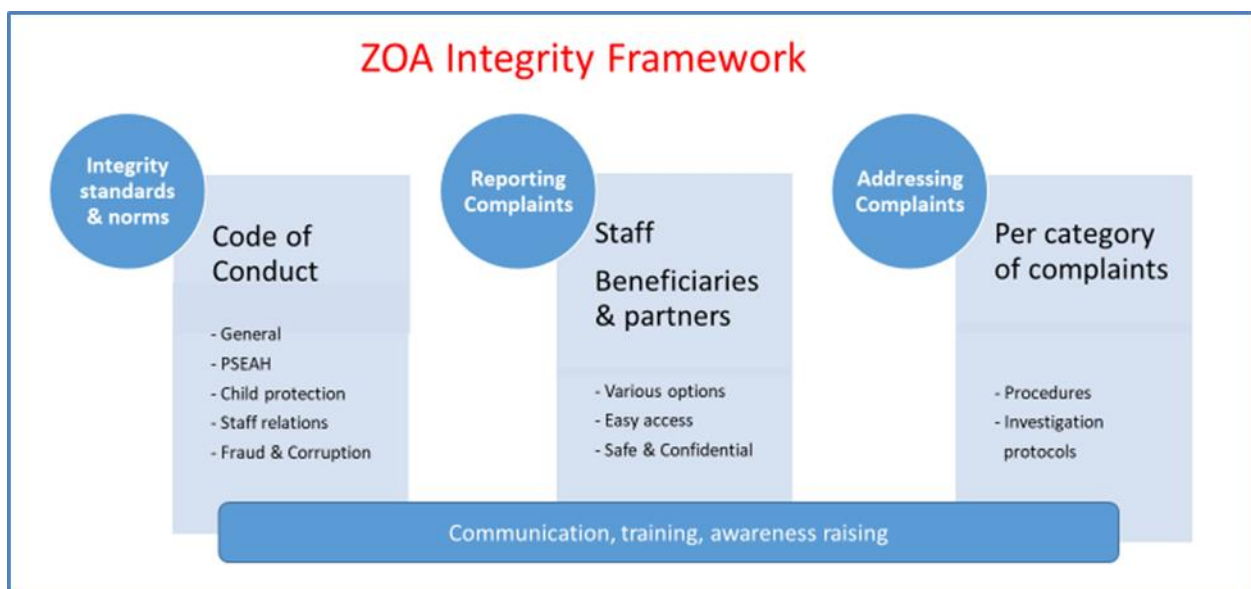 ZOA Integrity Framework
Integrity
standards
& norms
Code of
Conduct
- General
- PSEAH
- Child protection
- Staff relations
- Fraud & Corruption
Reporting
Complaints
Staff
Beneficiaries
& partners
- Various options
- Easy access
- Safe & Confidential
Addressing
Complaints
Per category
of complaints
- Procedures
- Investigation
protocols
Communication, training, awareness raising